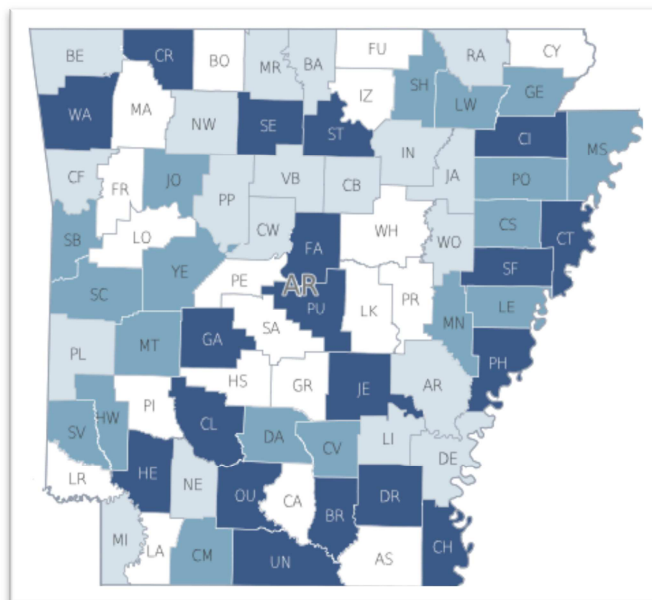 BE CR BO MR BA FU RA CY
WA MA NW SE ST IZ SH LW GE
CF FR JO PP VB CB IN JA CI MS
PO
SB LO CW FA WH WO CS CT
SC YE PE AR PU LK PR SF
MN LE
PL MT GA SA PH
HS GR JE AR
SV HW PI CL DA CV LI DE
LR HE NE OU CA BR DR
MI LA CM UN AS CH